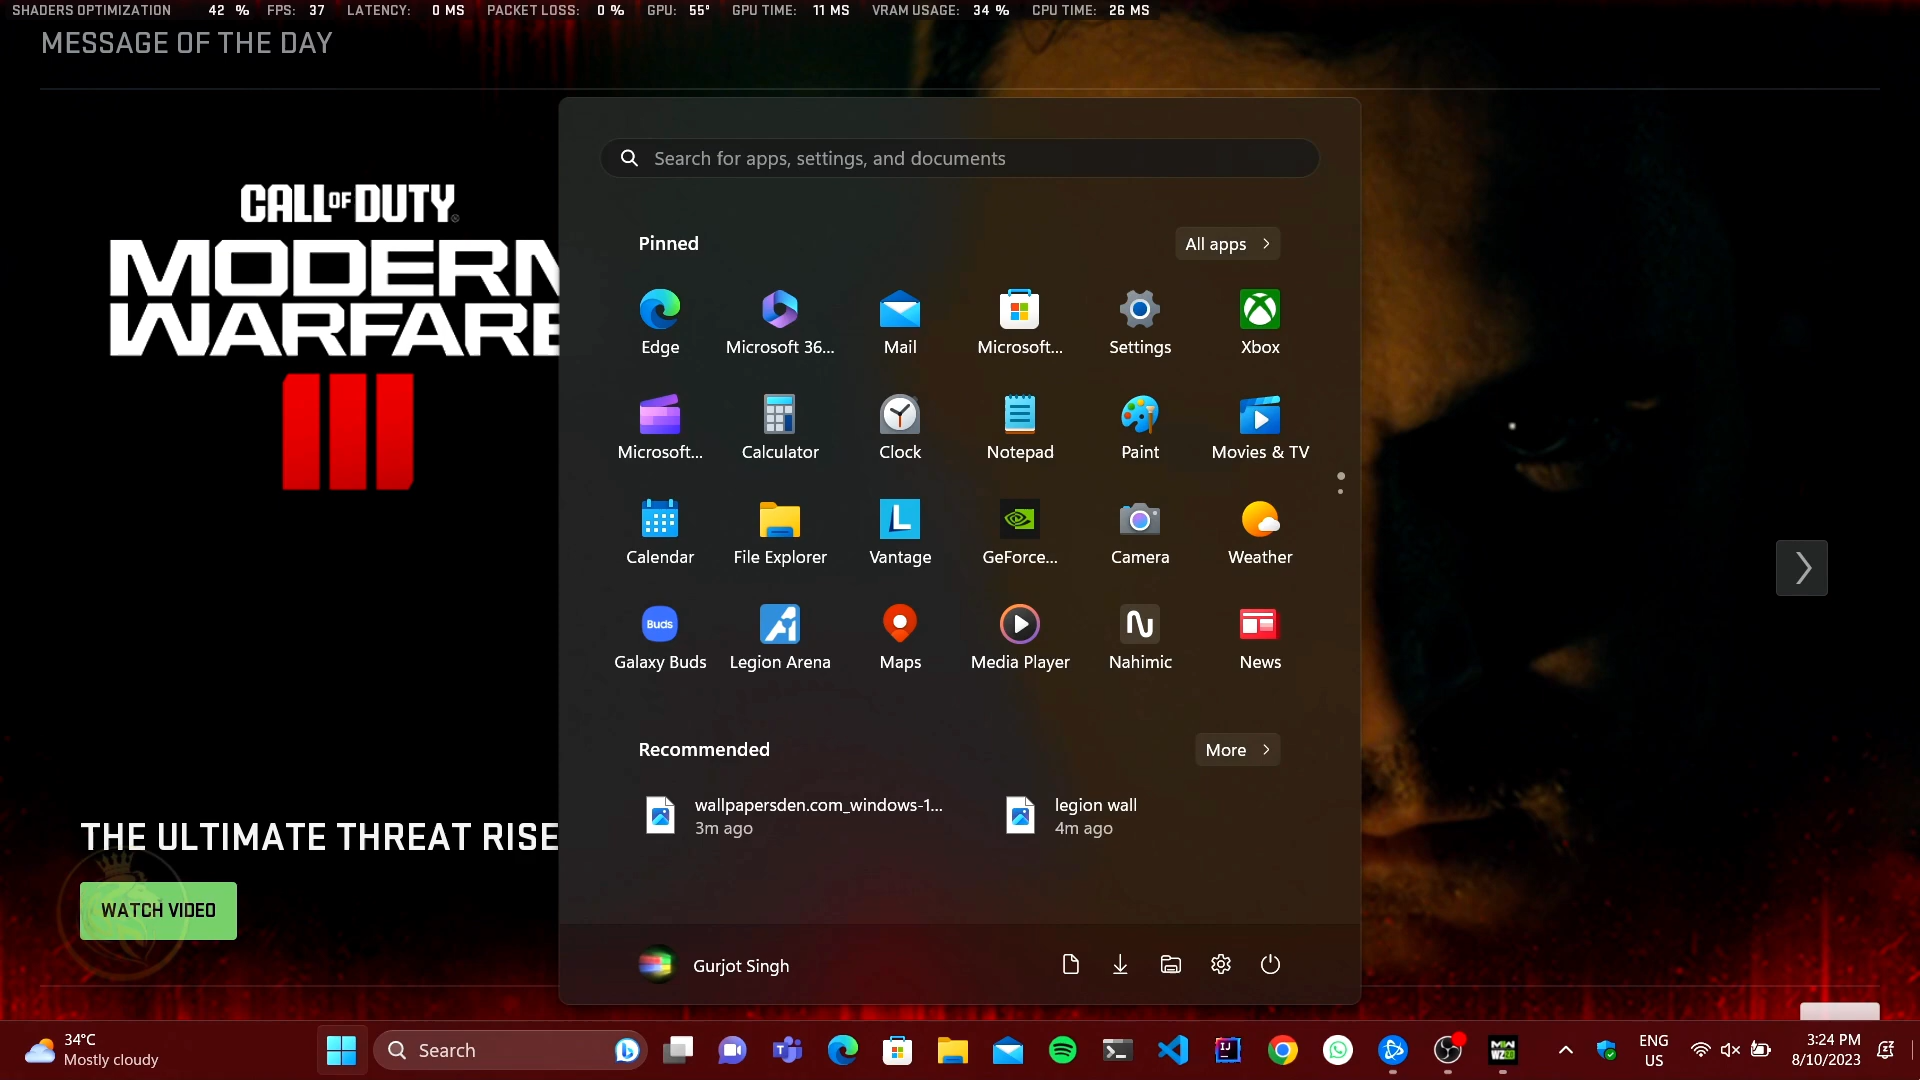 SHADERS OPTIMIZATION 42 % FPS: 37 LATENCY: 0 MS PACKET LOSS: 0 % GPU: 55° GPU TIME: 11 MS VRAM USAGE: 34 % CPU TIME: 26 MS
MESSAGE OF THE DAY
CALL OF DUTY
MODERN
WARFARE
III
THE ULTIMATE THREAT RISE
WATCH VIDEO
Search for apps, settings, and documents
Pinned
All apps
Edge
Microsoft 36...
Mail
Microsoft...
Settings
Xbox
Microsoft...
Calculator
Clock
Notepad
Paint
Movies & TV
Calendar
File Explorer
L
Vantage
GeForce...
Camera
Weather
Buds
Galaxy Buds
Legion Arena
Maps
Media Player
Nahimic
News
Recommended
More
wallpapersden.com_windows-1...
3m ago
legion wall
4m ago
Gurjot Singh
34°C
Mostly cloudy
Search
IJ
MW
WZ2.0
ENG
US
3:24 PM
8/10/2023